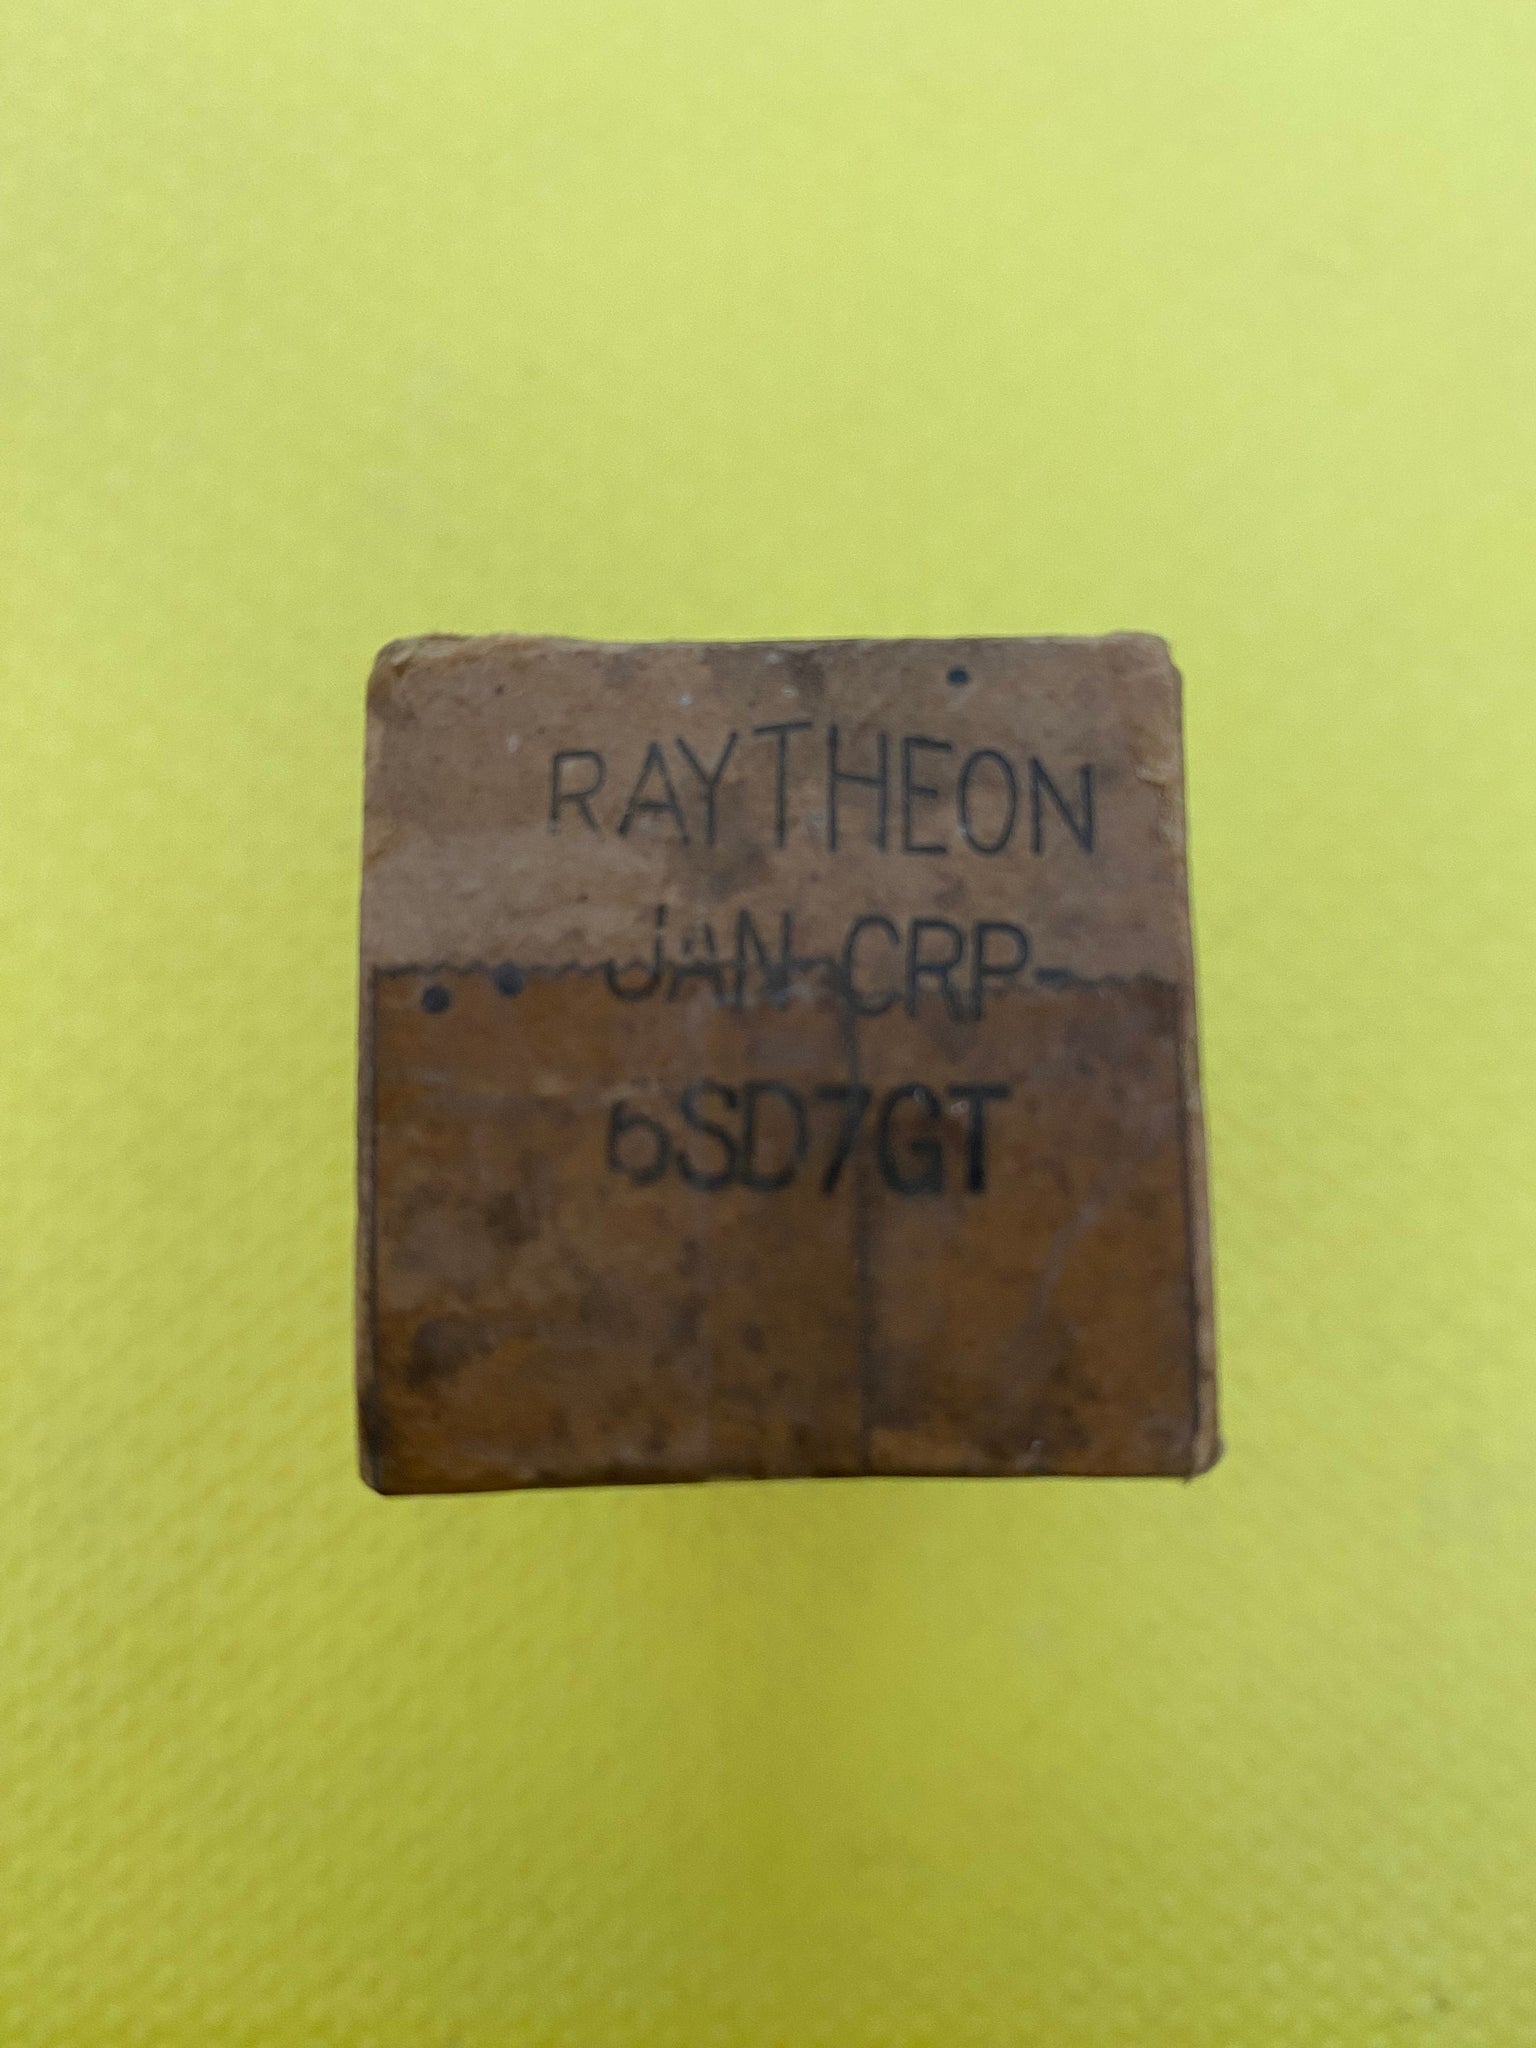 RAYTHEON
JAN-CRP-
6SD7GT